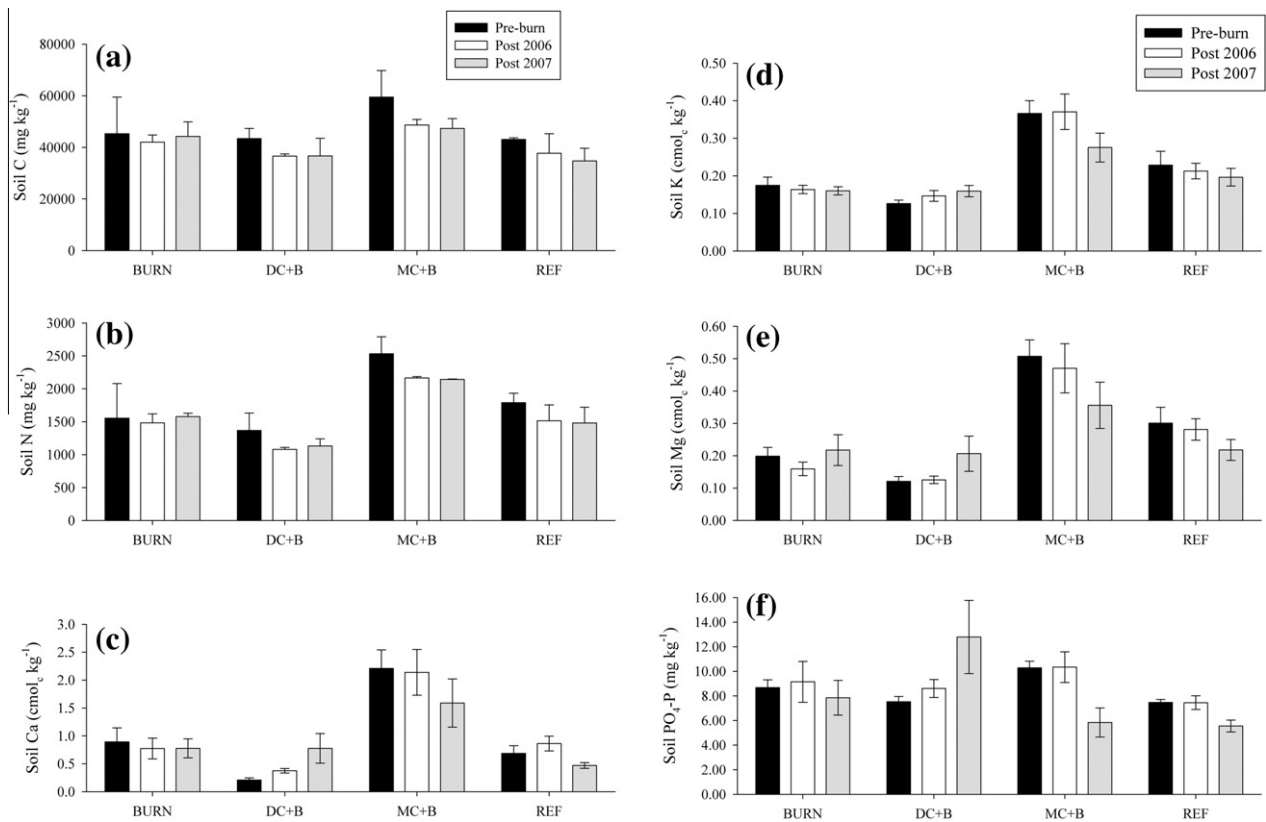 (a)
Pre-burn
Post 2006
Post 2007
Soil C (mg kg⁻¹)
80000
60000
40000
20000
0
BURN DC+B MC+B REF
(b)
Soil N (mg kg⁻¹)
3000
2500
2000
1500
1000
500
0
BURN DC+B MC+B REF
(c)
Soil Ca (cmol꜀ kg⁻¹)
3.0
2.5
2.0
1.5
1.0
0.5
0.0
BURN DC+B MC+B REF
(d)
Pre-burn
Post 2006
Post 2007
Soil K (cmol꜀ kg⁻¹)
0.50
0.40
0.30
0.20
0.10
0.00
BURN DC+B MC+B REF
(e)
Soil Mg (cmol꜀ kg⁻¹)
0.60
0.50
0.40
0.30
0.20
0.10
0.00
BURN DC+B MC+B REF
(f)
Soil PO₄-P (mg kg⁻¹)
16.00
14.00
12.00
10.00
8.00
6.00
4.00
2.00
0.00
BURN DC+B MC+B REF